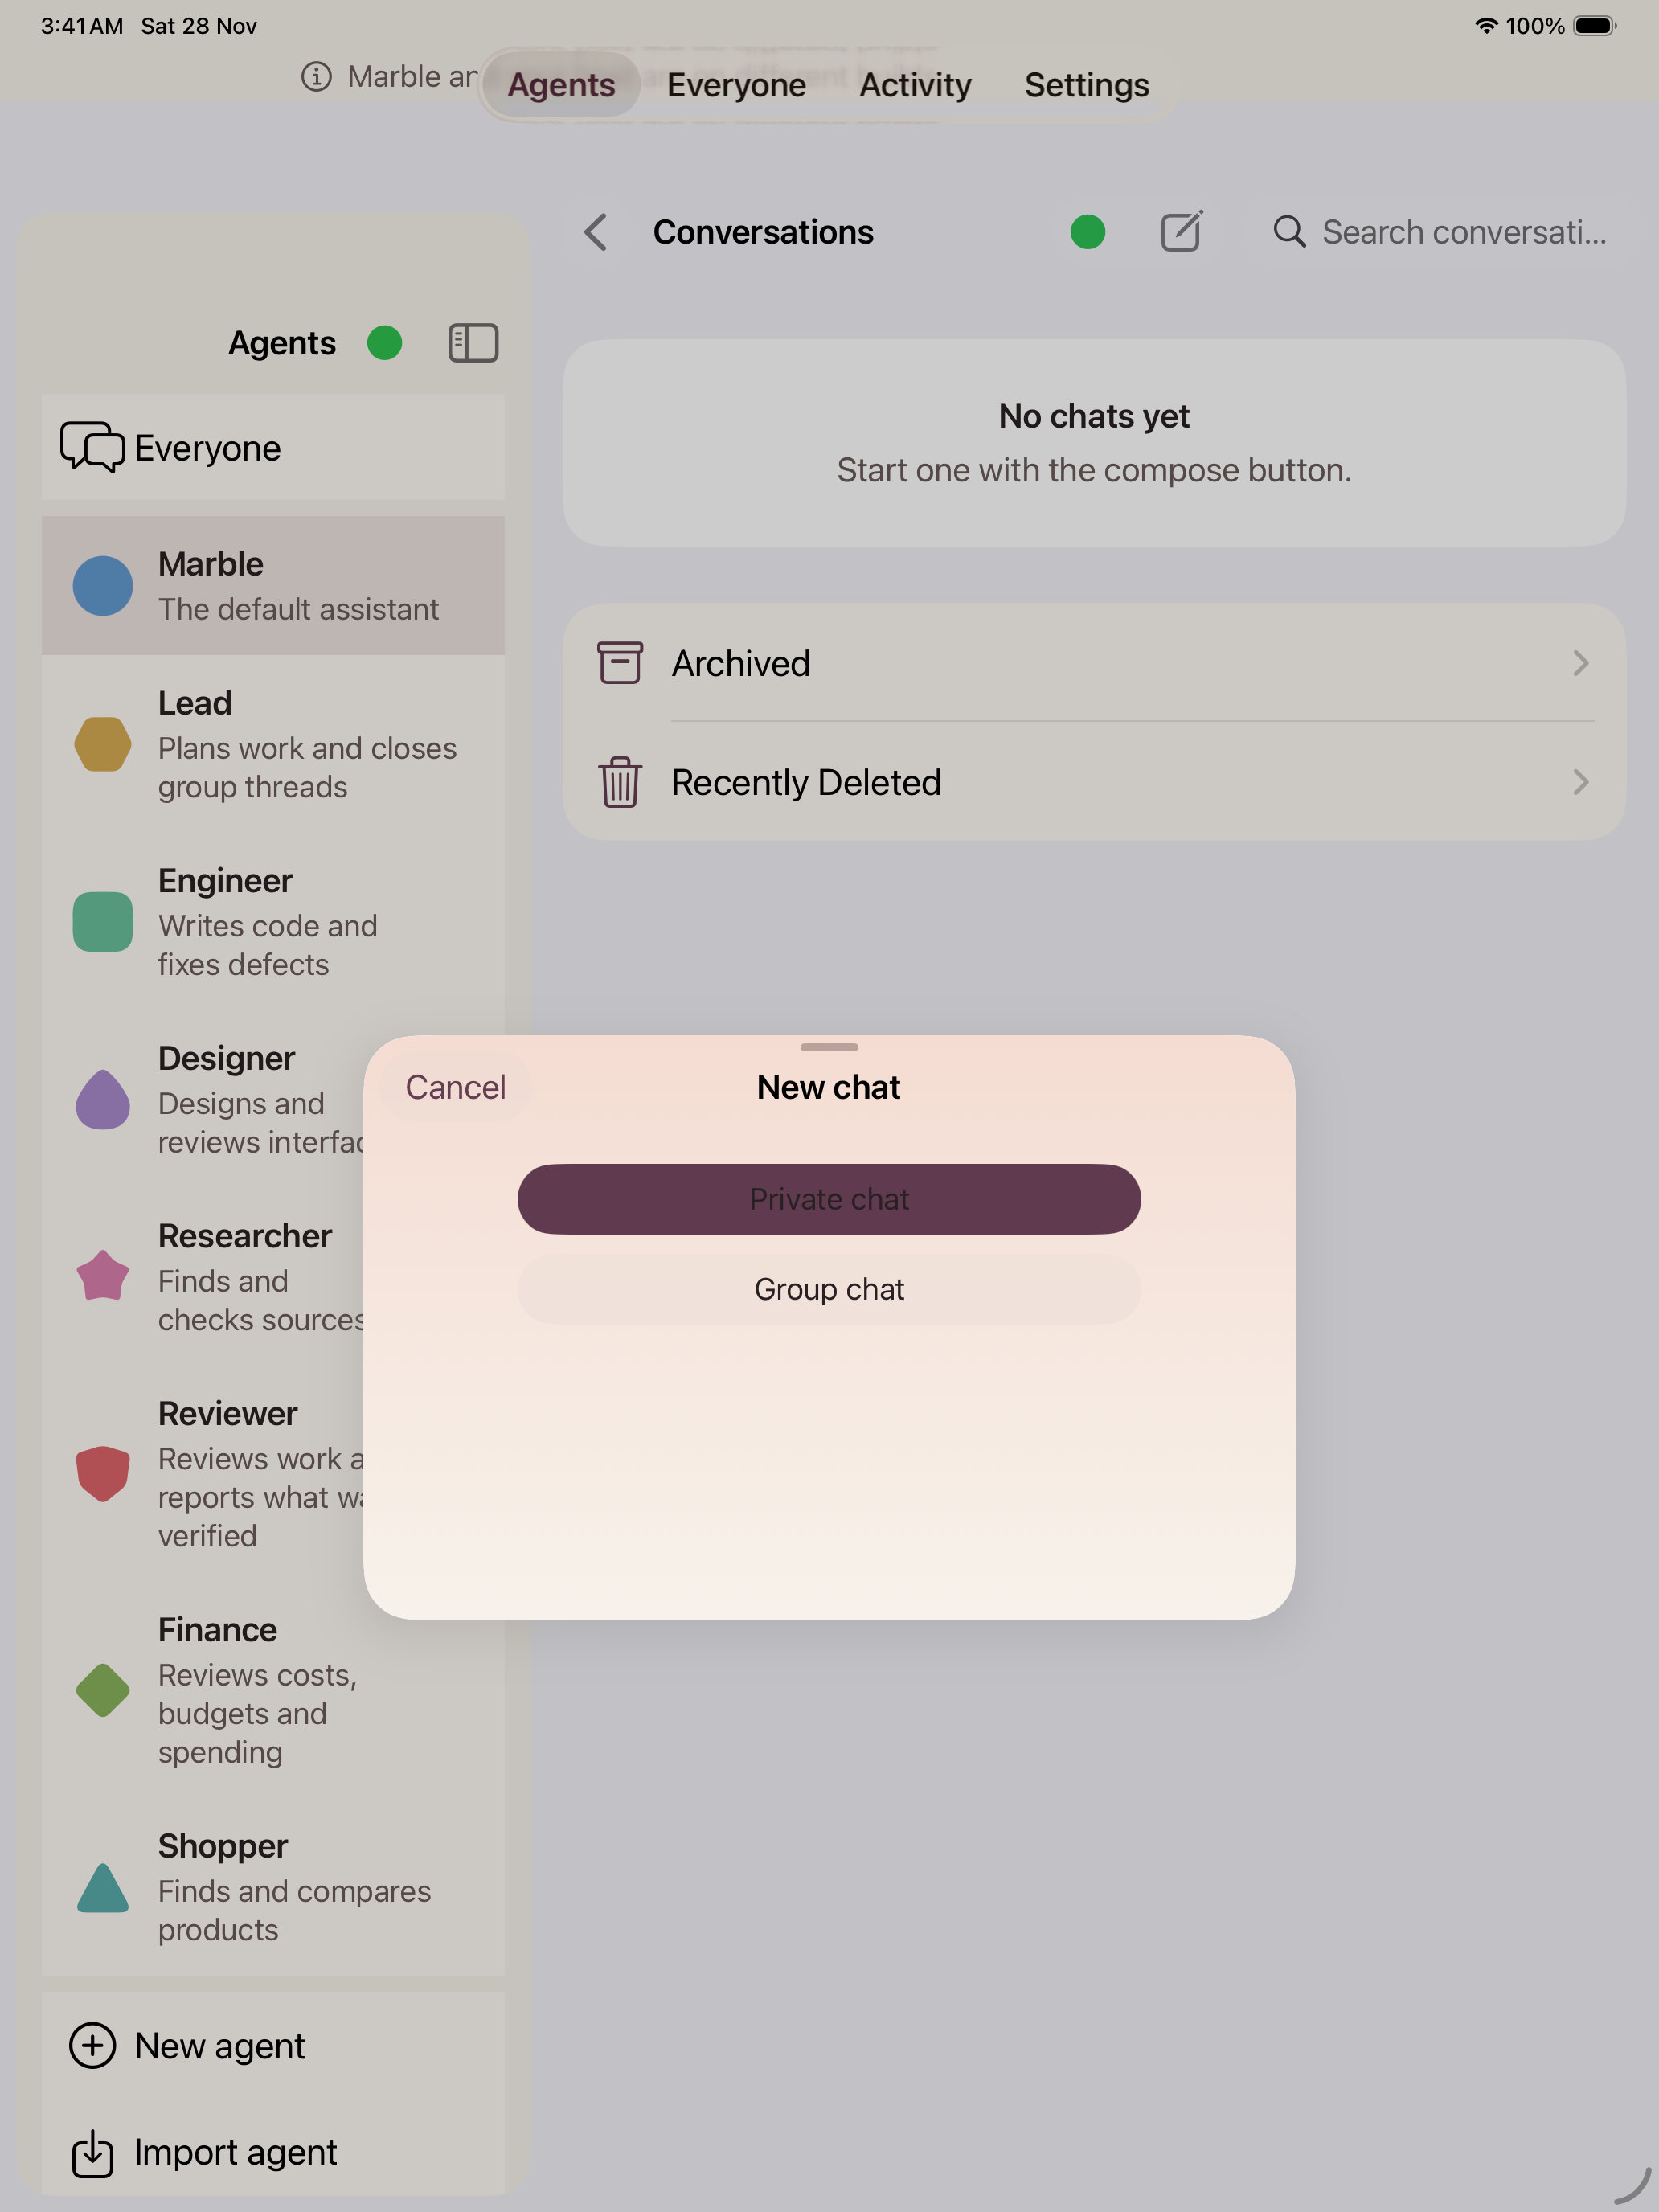 3:41 AM Sat 28 Nov
100%
Marble an
Agents Everyone Activity Settings
Conversations
Search conversati...
Agents
Everyone
Marble
The default assistant
Lead
Plans work and closes
group threads
Engineer
Writes code and
fixes defects
Designer
Designs and
reviews interfac
Researcher
Finds and
checks sources
Reviewer
Reviews work a
reports what wa
verified
Finance
Reviews costs,
budgets and
spending
Shopper
Finds and compares
products
New agent
Import agent
No chats yet
Start one with the compose button.
Archived
Recently Deleted
Cancel
New chat
Private chat
Group chat